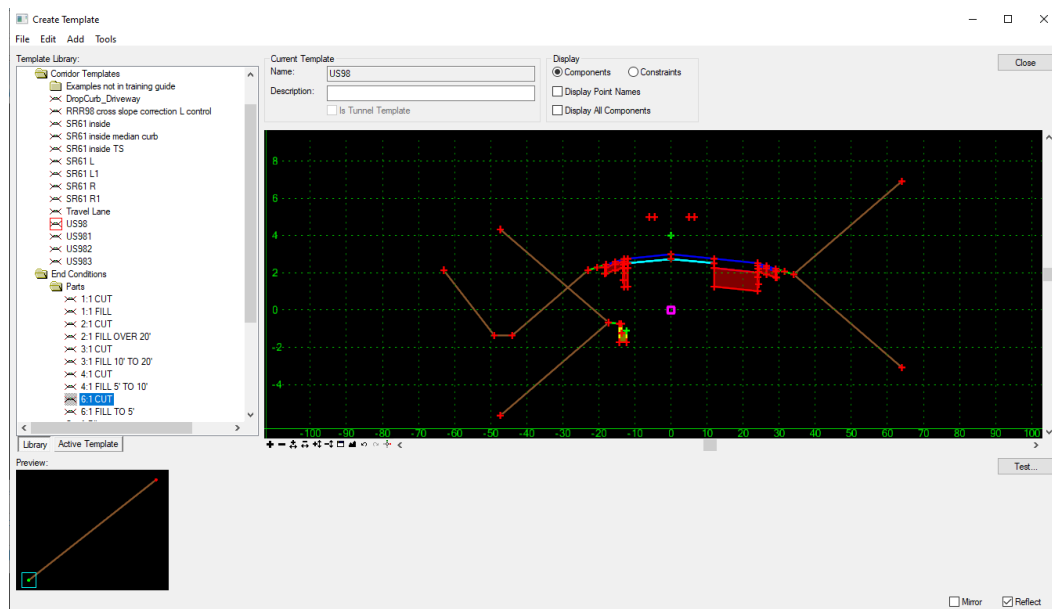 Create Template
File Edit Add Tools
Template Library:
Corridor Templates
Examples not in training guide
DropCurb_Driveway
RRR98 cross slope correction L control
SR61 inside
SR61 inside median curb
SR61 inside TS
SR61 L
SR61 L1
SR61 R
SR61 R1
Travel Lane
US98
US981
US982
US983
End Conditions
Parts
1:1 CUT
1:1 FILL
2:1 CUT
2:1 FILL OVER 20'
3:1 CUT
3:1 FILL 10' TO 20'
4:1 CUT
4:1 FILL 5' TO 10'
6:1 CUT
6:1 FILL TO 5'
Library Active Template
Current Template
Name: US98
Description:
Is Tunnel Template
Display
Components Constraints
Display Point Names
Display All Components
Close
8
6
4
2
0
-2
-4
-100 -90 -80 -70 -60 -50 -40 -30 -20 -10 0 10 20 30 40 50 60 70 80 90 100
Test...
Preview:
Mirror Reflect